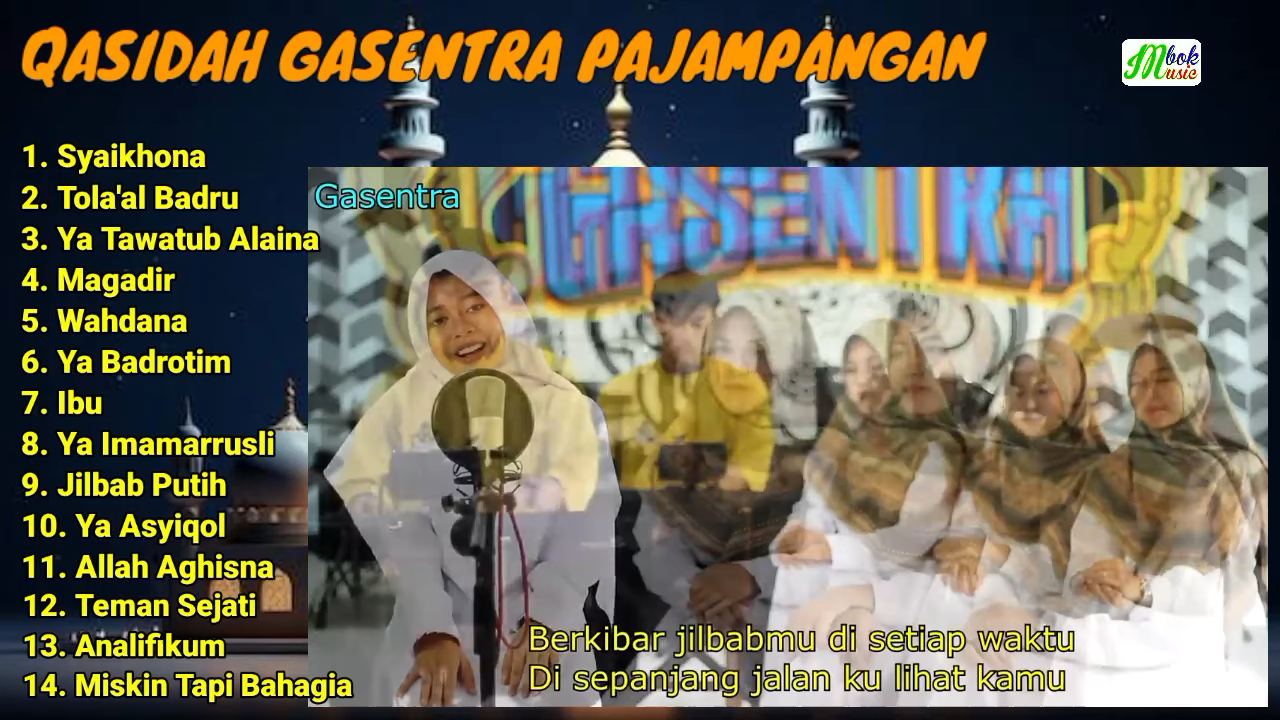 QASIDAH GASENTRA PAJAMPANGAN
Mbok
Music
1. Syaikhona
2. Tola'al Badru
3. Ya Tawatub Alaina
4. Magadir
5. Wahdana
6. Ya Badrotim
7. Ibu
8. Ya Imamarrusli
9. Jilbab Putih
10. Ya Asyiqol
11. Allah Aghisna
12. Teman Sejati
13. Analifikum
14. Miskin Tapi Bahagia
Gasentra
GASENTRA
Berkibar jilbabmu di setiap waktu
Di sepanjang jalan ku lihat kamu